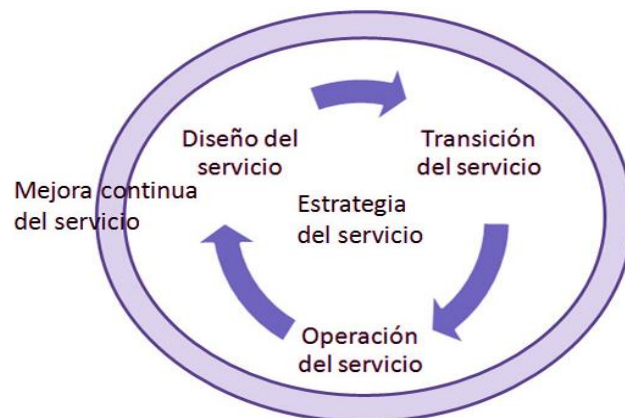 Diseño del
servicio
Transición
del servicio
Mejora continua
del servicio
Estrategia
del servicio
Operación
del servicio